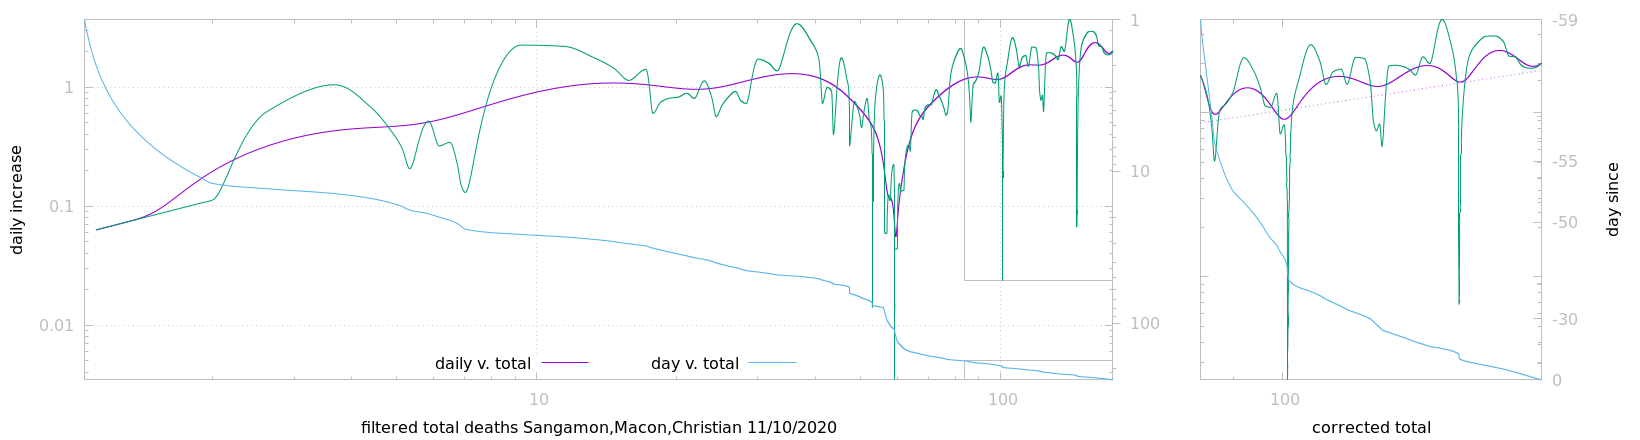 daily increase
1
0.1
0.01
1
10
100
daily v. total
day v. total
10
100
filtered total deaths Sangamon,Macon,Christian 11/10/2020
-59
-55
-50
-30
0
day since
100
corrected total